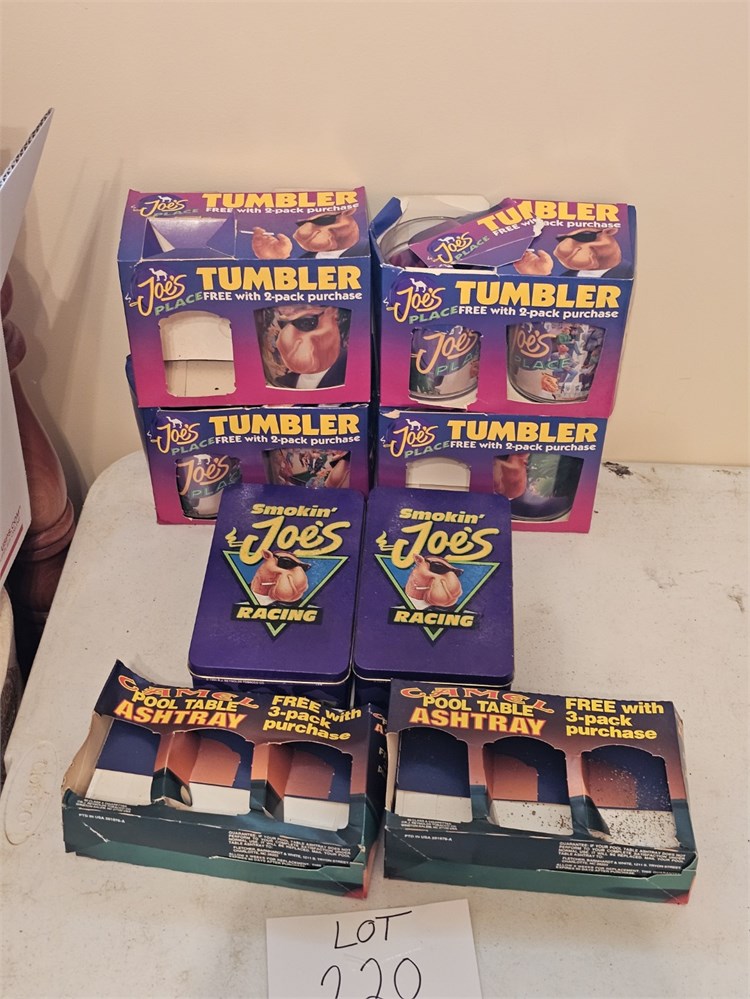 Joe's
PLACE
TUMBLER
FREE with 2-pack purchase
Joe's
PLACE
TUMBLER
FREE with 2-pack purchase
Joe's
PLACE
TUMBLER
FREE with 2-pack purchase
Joe's
PLACE
TUMBLER
FREE with 2-pack purchase
Joe's
PLACE
Joe's
PLACE
Joe's
PLACE
TUMBLER
FREE with 2-pack purchase
Joe's
PLACE
Joe's
PLACE
TUMBLER
FREE with 2-pack purchase
Smokin'
Joe's
RACING
Smokin'
Joe's
RACING
CAMEL
POOL TABLE
ASHTRAY
FREE with
3-pack
purchase
CAMEL
POOL TABLE
ASHTRAY
FREE with
3-pack
purchase
LOT
220